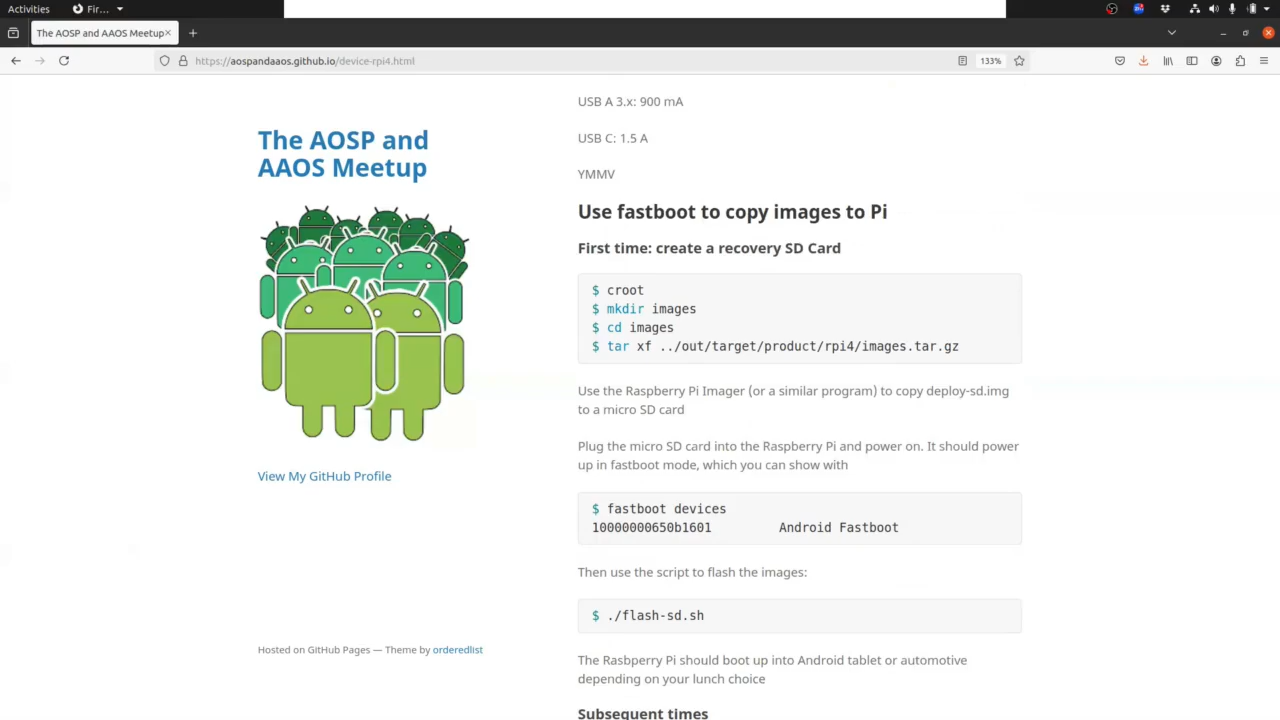 Activities
Fir...
The AOSP and AAOS Meetup
https://aospandaaos.github.io/device-rpi4.html
133%
The AOSP and
AAOS Meetup
View My GitHub Profile
Hosted on GitHub Pages — Theme by orderedlist
USB A 3.x: 900 mA
USB C: 1.5 A
YMMV
Use fastboot to copy images to Pi
First time: create a recovery SD Card
$ croot
$ mkdir images
$ cd images
$ tar xf ../out/target/product/rpi4/images.tar.gz
Use the Raspberry Pi Imager (or a similar program) to copy deploy-sd.img
to a micro SD card
Plug the micro SD card into the Raspberry Pi and power on. It should power
up in fastboot mode, which you can show with
$ fastboot devices
10000000650b1601 Android Fastboot
Then use the script to flash the images:
$ ./flash-sd.sh
The Rasbperry Pi should boot up into Android tablet or automotive
depending on your lunch choice
Subsequent times